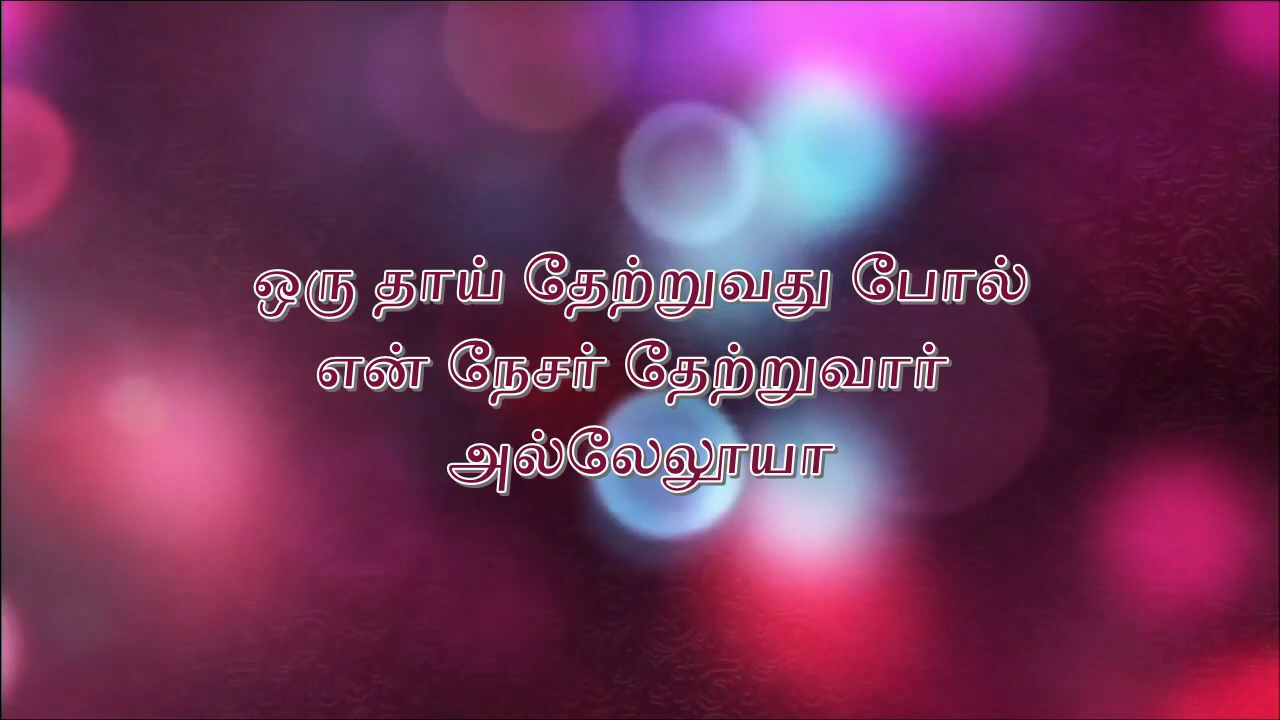 ஒரு தாய் தேற்றுவது போல்
என் நேசர் தேற்றுவார்
அல்லேலூயா